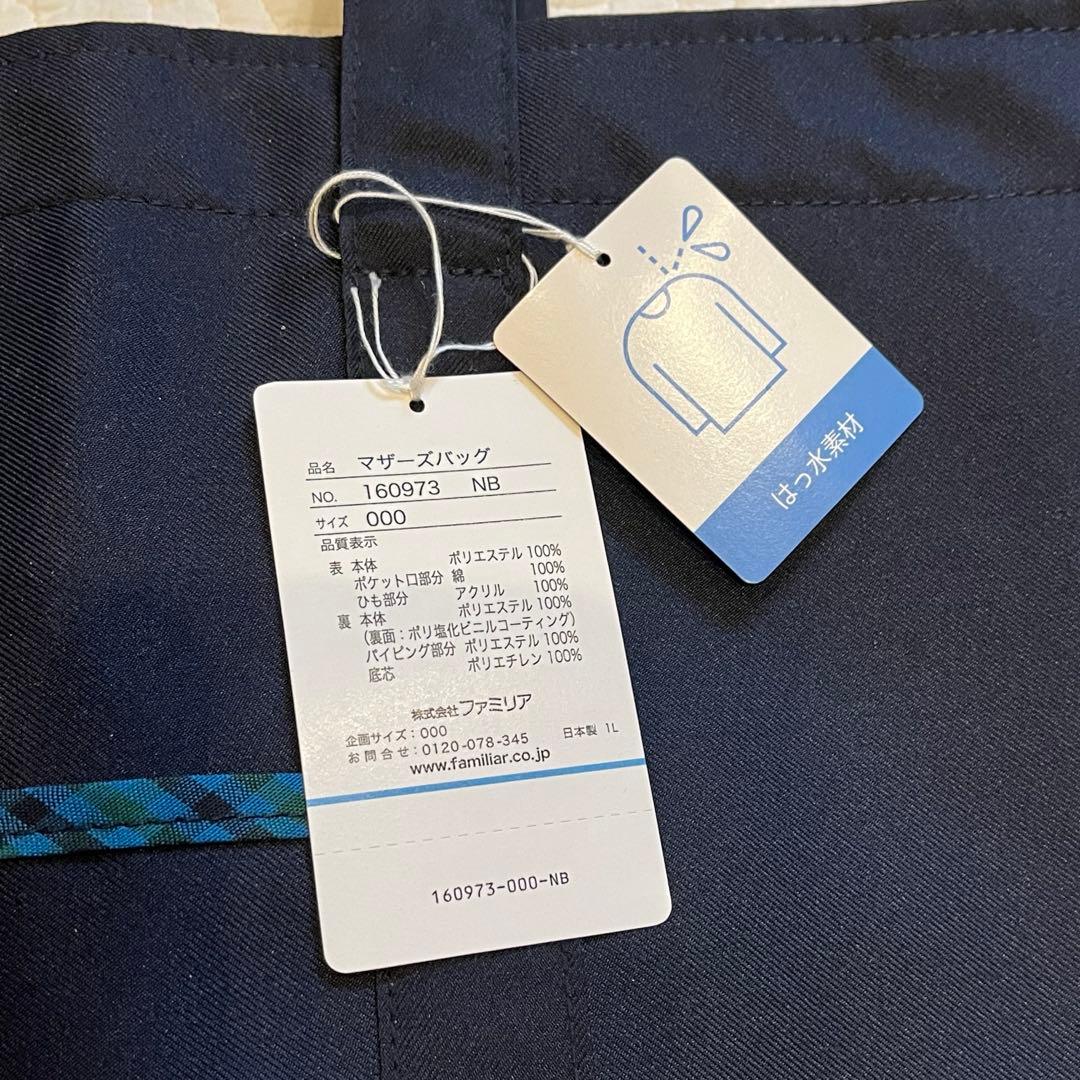 品名 マザーズバッグ
NO. 160973 NB
サイズ 000
品質表示
表 本体 ポリエステル 100%
ポケット口部分 綿 100%
ひも部分 アクリル 100%
裏 本体 ポリエステル 100%
(裏面:ポリ塩化ビニルコーティング)
パイピング部分 ポリエステル 100%
底芯 ポリエチレン 100%
株式会社ファミリア
企画サイズ:000
お問合せ:0120-078-345 日本製 1L
www.familiar.co.jp
160973-000-NB
はっ水素材